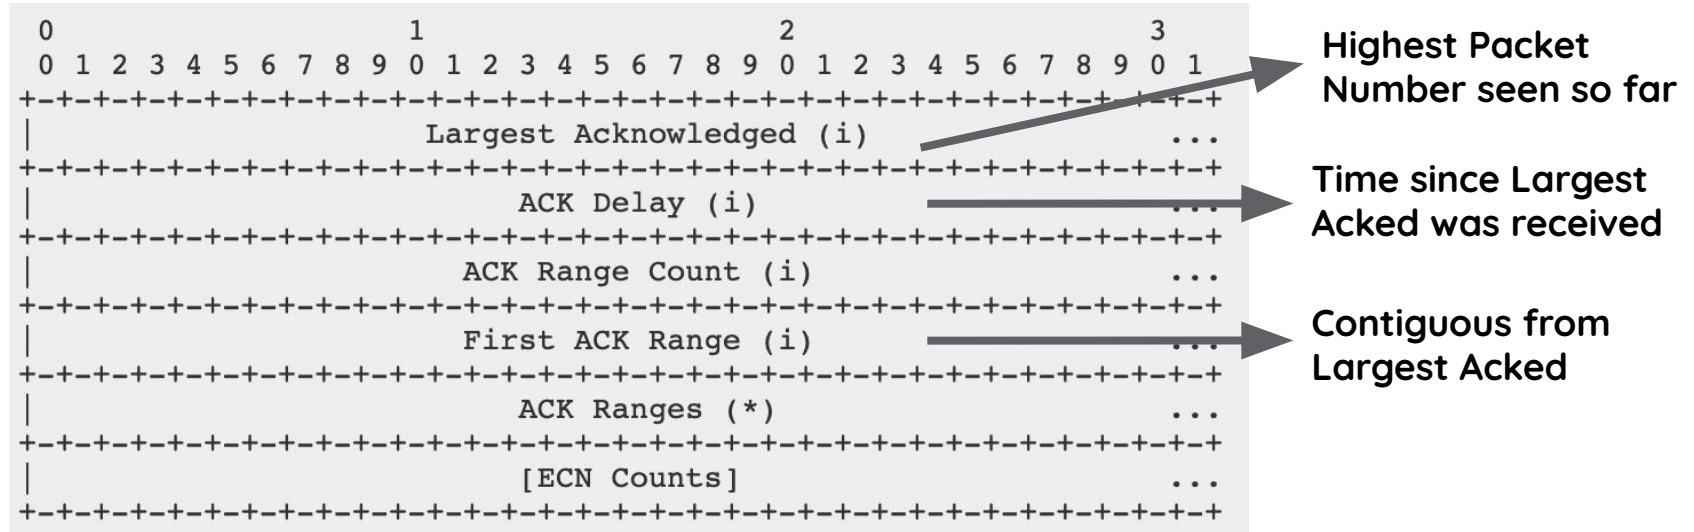 0                   1                   2                   3
0 1 2 3 4 5 6 7 8 9 0 1 2 3 4 5 6 7 8 9 0 1 2 3 4 5 6 7 8 9 0 1
+-+-+-+-+-+-+-+-+-+-+-+-+-+-+-+-+-+-+-+-+-+-+-+-+-+-+-+-+-+-+-+-+
| Largest Acknowledged (i) ...
+-+-+-+-+-+-+-+-+-+-+-+-+-+-+-+-+-+-+-+-+-+-+-+-+-+-+-+-+-+-+-+-+
| ACK Delay (i) ...
+-+-+-+-+-+-+-+-+-+-+-+-+-+-+-+-+-+-+-+-+-+-+-+-+-+-+-+-+-+-+-+-+
| ACK Range Count (i) ...
+-+-+-+-+-+-+-+-+-+-+-+-+-+-+-+-+-+-+-+-+-+-+-+-+-+-+-+-+-+-+-+-+
| First ACK Range (i) ...
+-+-+-+-+-+-+-+-+-+-+-+-+-+-+-+-+-+-+-+-+-+-+-+-+-+-+-+-+-+-+-+-+
| ACK Ranges (*) ...
+-+-+-+-+-+-+-+-+-+-+-+-+-+-+-+-+-+-+-+-+-+-+-+-+-+-+-+-+-+-+-+-+
| [ECN Counts] ...
+-+-+-+-+-+-+-+-+-+-+-+-+-+-+-+-+-+-+-+-+-+-+-+-+-+-+-+-+-+-+-+-+
Highest Packet
Number seen so far
Time since Largest
Acked was received
Contiguous from
Largest Acked